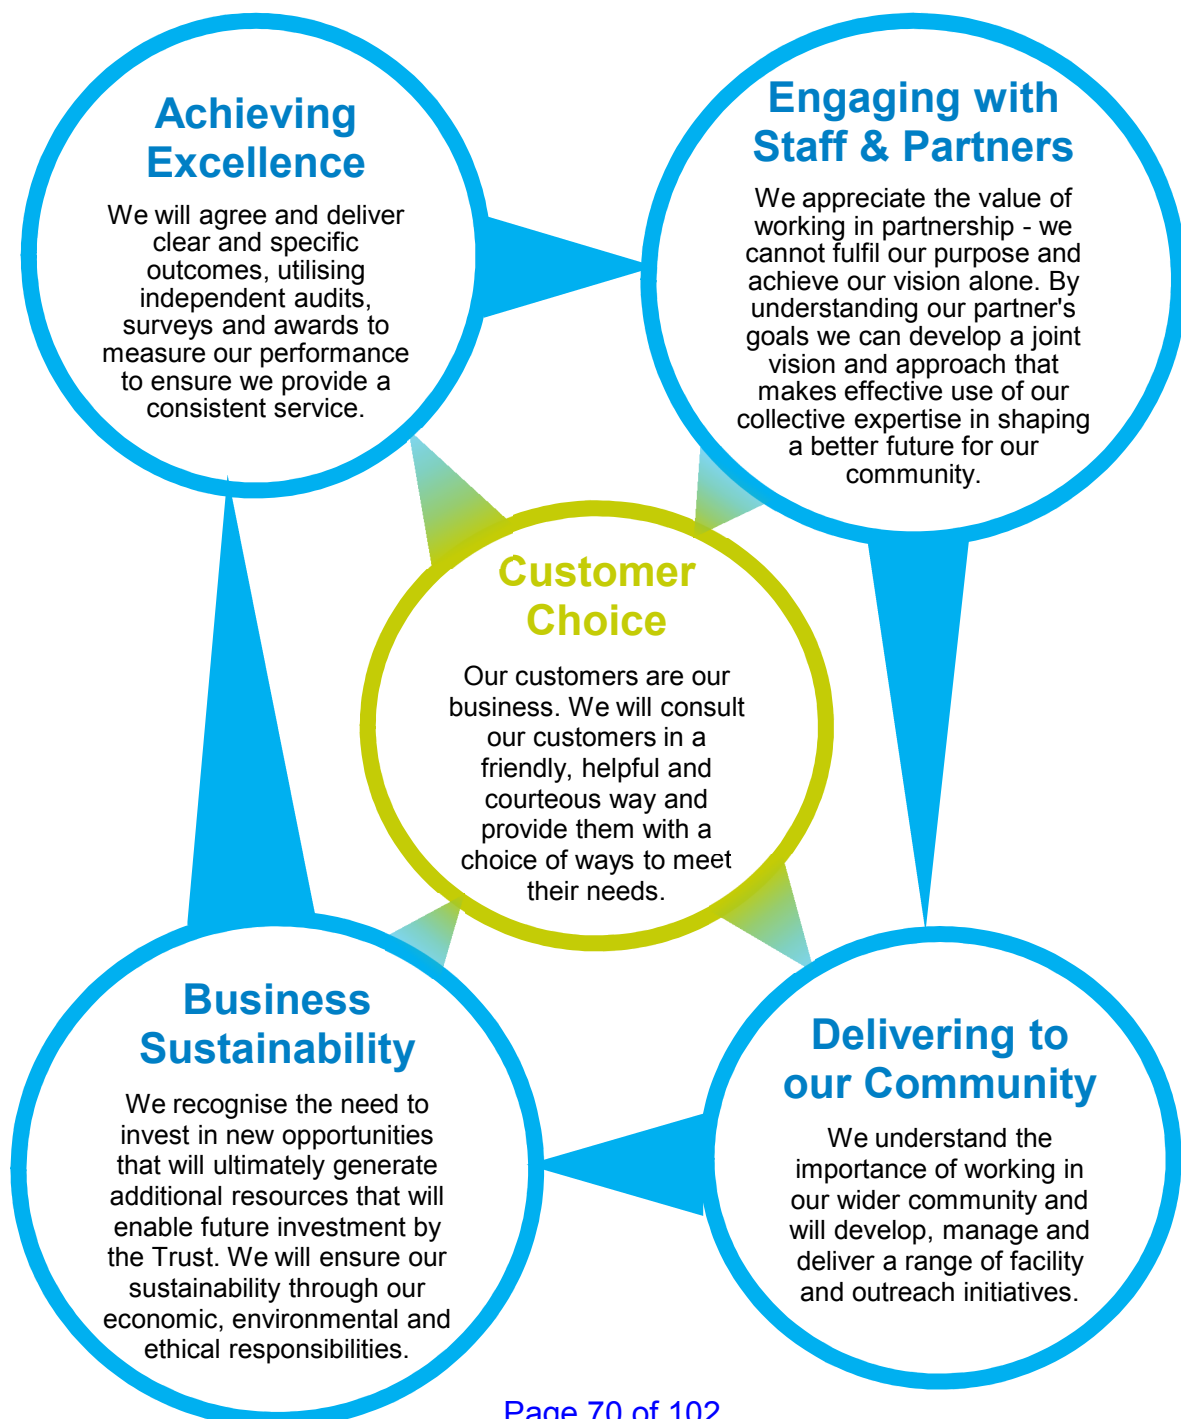 Achieving
Excellence
We will agree and deliver
clear and specific
outcomes, utilising
independent audits,
surveys and awards to
measure our performance
to ensure we provide a
consistent service.
Engaging with
Staff & Partners
We appreciate the value of
working in partnership - we
cannot fulfil our purpose and
achieve our vision alone. By
understanding our partner's
goals we can develop a joint
vision and approach that
makes effective use of our
collective expertise in shaping
a better future for our
community.
Customer
Choice
Our customers are our
business. We will consult
our customers in a
friendly, helpful and
courteous way and
provide them with a
choice of ways to meet
their needs.
Business
Sustainability
We recognise the need to
invest in new opportunities
that will ultimately generate
additional resources that will
enable future investment by
the Trust. We will ensure our
sustainability through our
economic, environmental and
ethical responsibilities.
Delivering to
our Community
We understand the
importance of working in
our wider community and
will develop, manage and
deliver a range of facility
and outreach initiatives.
Page 70 of 102